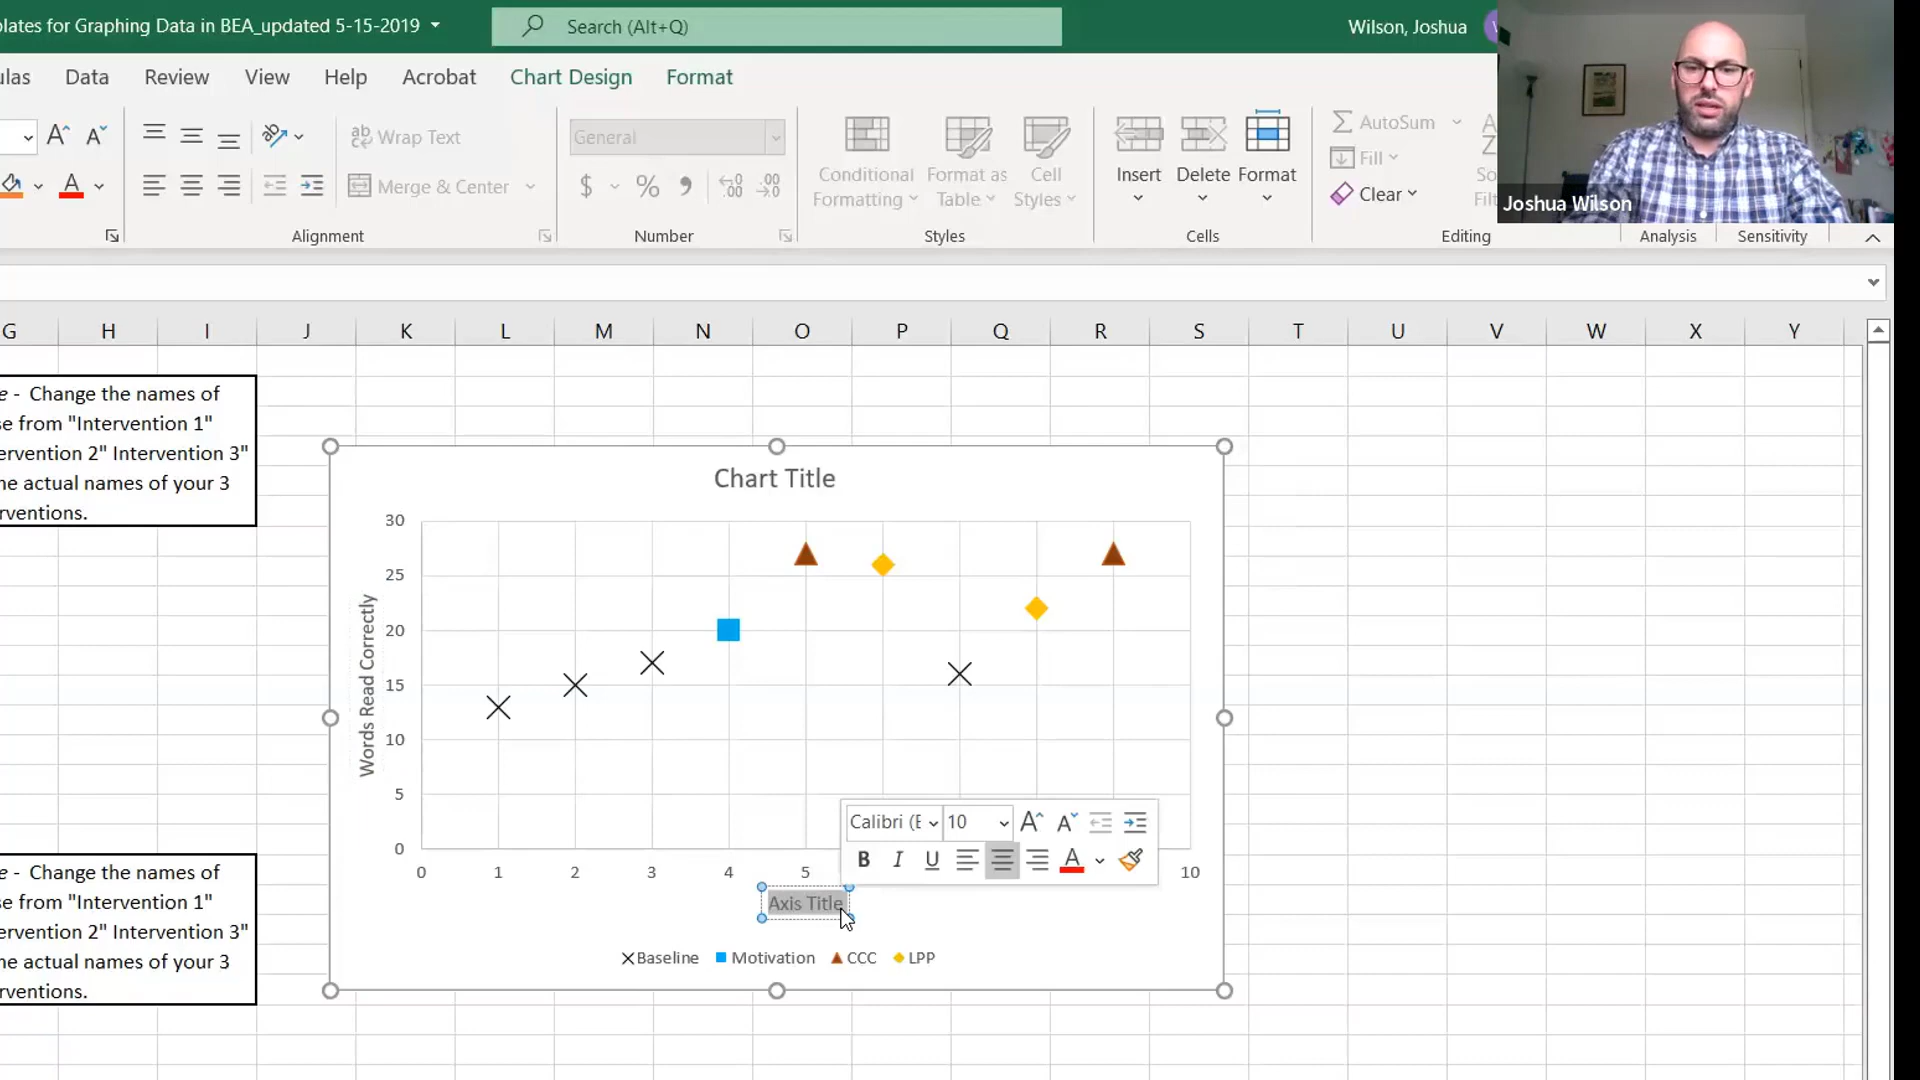 plates for Graphing Data in BEA_updated 5-15-2019
Search (Alt+Q)
Wilson, Joshua
Data
Review
View
Help
Acrobat
Chart Design
Format
Wrap Text
Merge & Center
Alignment
General
$ % 9
Number
Conditional Formatting
Format as Table
Cell Styles
Styles
Insert
Delete
Format
Cells
AutoSum
Fill
Clear
Editing
Joshua Wilson
Analysis
Sensitivity
G H I J K L M N O P Q R S T U V W X Y
e - Change the names of
se from "Intervention 1"
ervention 2" Intervention 3"
he actual names of your 3
rventions.
Chart Title
30
25
20
15
10
5
0
Words Read Correctly
0 1 2 3 4 5 10
Calibri (E 10
B I U A
Axis Title
Baseline Motivation CCC LPP
e - Change the names of
se from "Intervention 1"
ervention 2" Intervention 3"
he actual names of your 3
rventions.